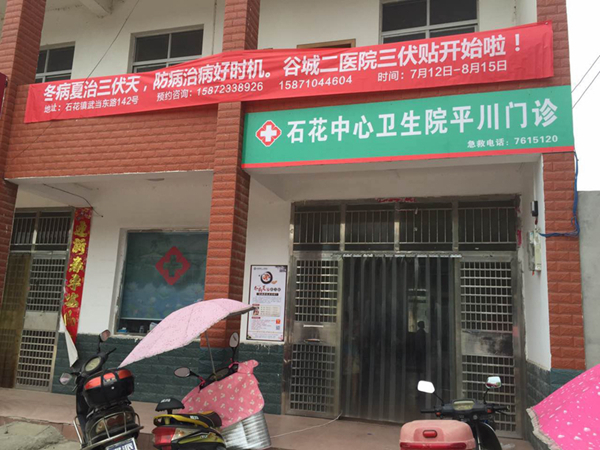 冬病夏治三伏天，防病治病好时机。谷城二医院三伏贴开始啦！
地址：石花镇武当东路142号 预约咨询：15872338926 15871044604 时间：7月12日-8月15日
石花中心卫生院平川门诊
急救电话：7615120